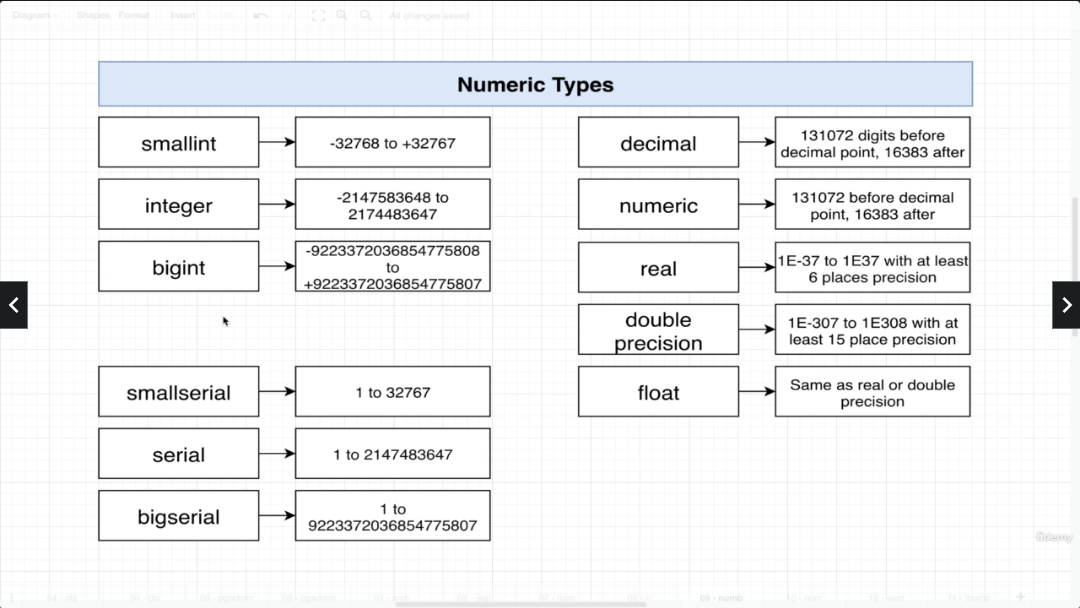 Diagram Shapes Format Insert All changes saved
Numeric Types
smallint
-32768 to +32767
integer
-2147583648 to
2174483647
bigint
-9223372036854775808
to
+9223372036854775807
smallserial
1 to 32767
serial
1 to 2147483647
bigserial
1 to
9223372036854775807
decimal
131072 digits before
decimal point, 16383 after
numeric
131072 before decimal
point, 16383 after
real
1E-37 to 1E37 with at least
6 places precision
double
precision
1E-307 to 1E308 with at
least 15 place precision
float
Same as real or double
precision
ûdemy
09 - numb